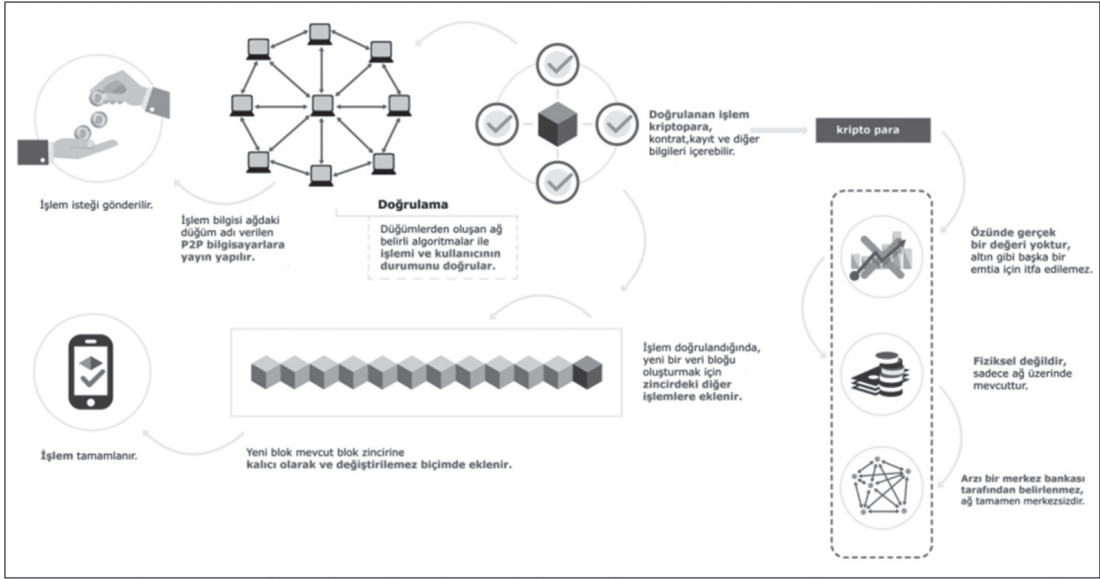 İşlem isteği gönderilir.
İşlem bilgisi ağdaki
düğüm adı verilen
P2P bilgisayarlara
yayın yapılır.
Doğrulama
Düğümlerden oluşan ağ
belirli algoritmalar ile
işlemi ve kullanıcının
durumunu doğrular.
Doğrulanan işlem
kriptopara,
kontrat,kayıt ve diğer
bilgileri içerebilir.
kripto para
Özünde gerçek
bir değeri yoktur,
altın gibi başka bir
emtia için itfa edilemez.
Fiziksel değildir,
sadece ağ üzerinde
mevcuttur.
Arzı bir merkez bankası
tarafından belirlenmez,
ağ tamamen merkezsizdir.
İşlem doğrulandığında,
yeni bir veri bloğu
oluşturmak için
zincirdeki diğer
işlemlere eklenir.
Yeni blok mevcut blok zincirine
kalıcı olarak ve değiştirilemez biçimde eklenir.
İşlem tamamlanır.